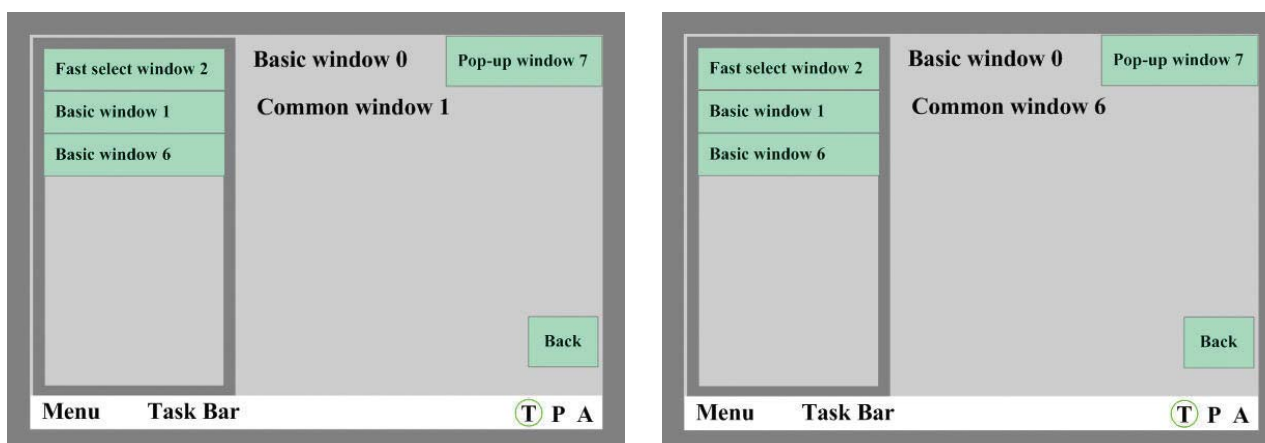 Fast select window 2
Basic window 1
Basic window 6
Basic window 0
Pop-up window 7
Common window 1
Back
Menu Task Bar T P A
Fast select window 2
Basic window 1
Basic window 6
Basic window 0
Pop-up window 7
Common window 6
Back
Menu Task Bar T P A